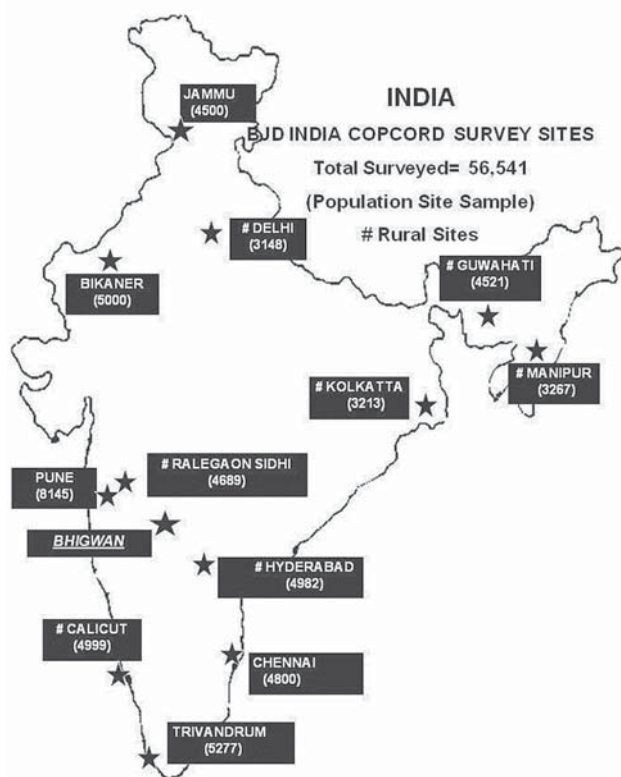 JAMMU
(4500)
INDIA
BJD INDIA COPCORD SURVEY SITES
Total Surveyed= 56,541
(Population Site Sample)
# Rural Sites
# DELHI
(3148)
BIKANER
(5000)
# GUWAHATI
(4521)
# MANIPUR
(3267)
# KOLKATTA
(3213)
# RALEGAON SIDHI
(4689)
PUNE
(8145)
BHIGWAN
# HYDERABAD
(4982)
# CALICUT
(4999)
CHENNAI
(4800)
TRIVANDRUM
(5277)